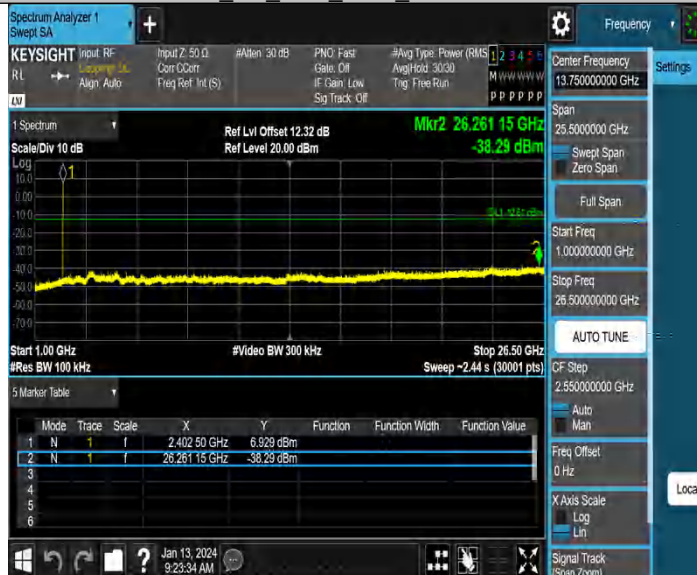 Spectrum Analyzer 1
Swept SA
Frequency
KEYSIGHT
Input: RF
Input Z: 50 Ω
#Atten: 30 dB
PNO: Fast
#Avg Type: Power (RMS
1 2 3 4 5 6
RL
Align: Auto
Corr CCorr
Freq Ref: Int (S)
Gate: Off
IF Gain: Low
Sig Track: Off
Avg|Hold: 30/30
Trig: Free Run
M W W W W W
P P P P P P
1 Spectrum
Ref Lvl Offset 12.32 dB
Mkr2 26.261 15 GHz
Scale/Div 10 dB
Ref Level 20.00 dBm
-38.29 dBm
Log
10.0
0.00
-10.0
-20.0
-30.0
-40.0
-50.0
-60.0
-70.0
1
Start 1.00 GHz
#Video BW 300 kHz
Stop 26.50 GHz
#Res BW 100 kHz
Sweep ~2.44 s (30001 pts)
5 Marker Table
Mode Trace Scale X Y Function Function Width Function Value
1 N 1 f 2.402 50 GHz 6.929 dBm
2 N 1 f 26.261 15 GHz -38.29 dBm
3
4
5
6
Jan 13, 2024
9:23:34 AM
Center Frequency
13.750000000 GHz
Settings
Span
25.5000000 GHz
Swept Span
Zero Span
Full Span
Start Freq
1.000000000 GHz
Stop Freq
26.500000000 GHz
AUTO TUNE
CF Step
2.550000000 GHz
Auto
Man
Freq Offset
0 Hz
Loca
X Axis Scale
Log
Lin
Signal Track
(Span Zoom)